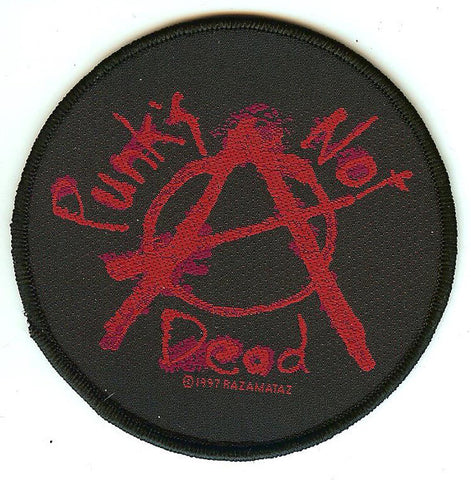 Punk's Not
Dead
© 1997 RAZAMATAZ